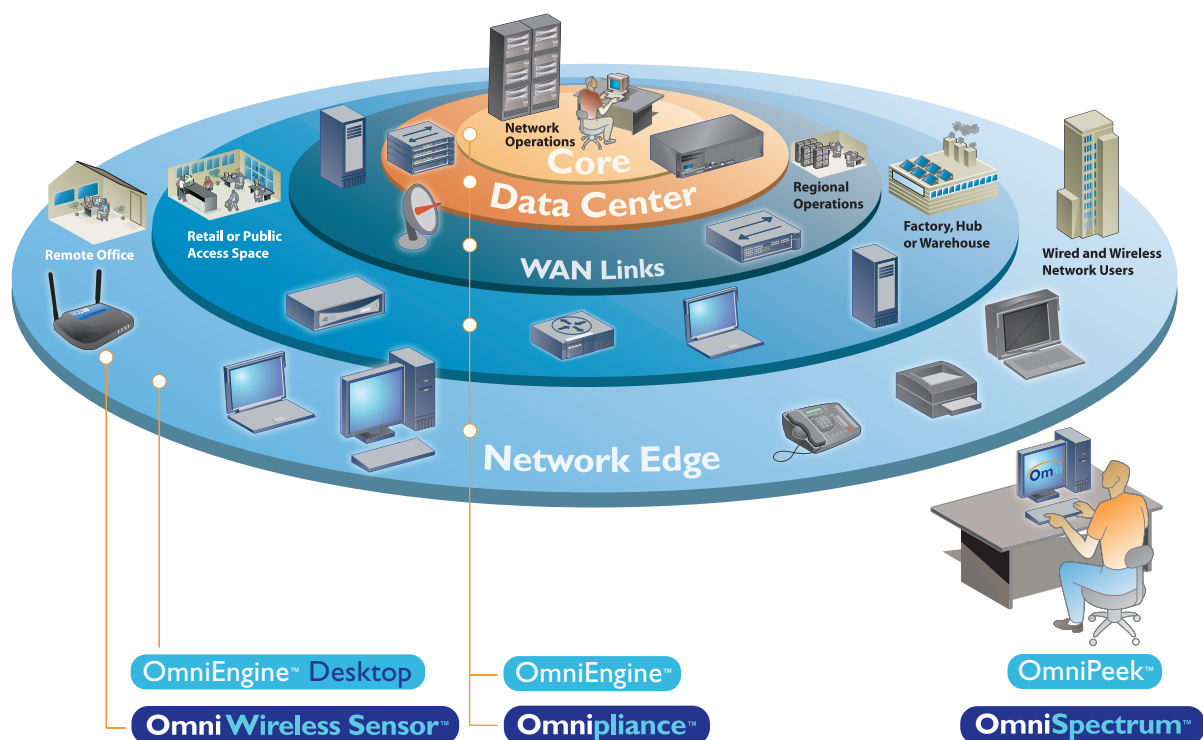 Network
Operations
Core
Data Center
Regional
Operations
WAN Links
Remote Office
Retail or Public
Access Space
Factory, Hub
or Warehouse
Wired and Wireless
Network Users
Network Edge
Om
OmniEngine™ Desktop
Omni Wireless Sensor™
OmniEngine™
Omnipliance™
OmniPeek™
OmniSpectrum™